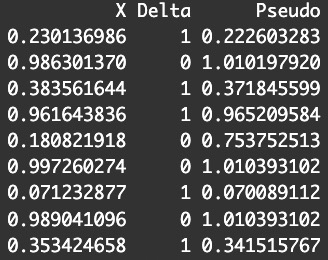 X Delta Pseudo
0.230136986 1 0.222603283
0.986301370 0 1.010197920
0.383561644 1 0.371845599
0.961643836 1 0.965209584
0.180821918 0 0.753752513
0.997260274 0 1.010393102
0.071232877 1 0.070089112
0.989041096 0 1.010393102
0.353424658 1 0.341515767